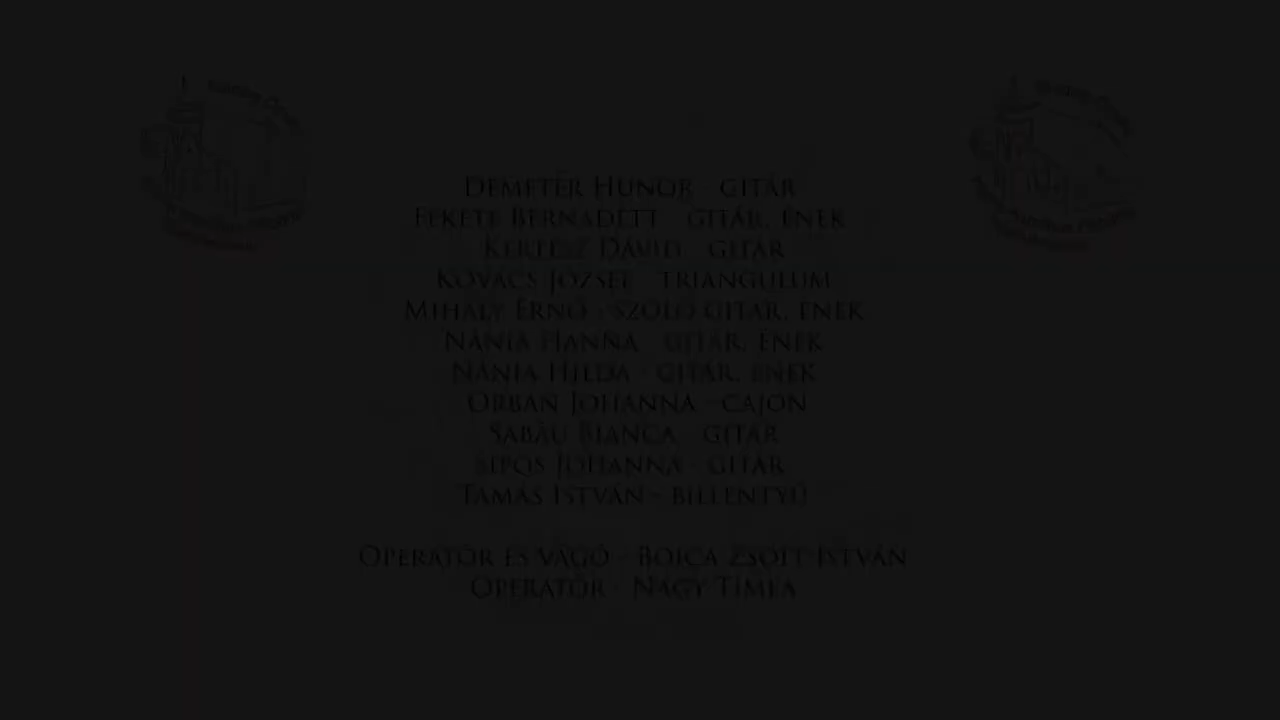 Demeter Hunor - gitár
Fekete Bernadett - gitár, ének
Kertész Dávid - gitár
Kovács József - triangulum
Mihály Ernő - szóló gitár, ének
Nánia Hanna - gitár, ének
Nánia Hilda - gitár, ének
Orbán Johanna - cajon
Sabău Bianca - gitár
Sipos Johanna - gitár
Tamás István - billentyű
Operatőr és vágó - Boica Zsolt István
Operatőr - Nagy Tímea